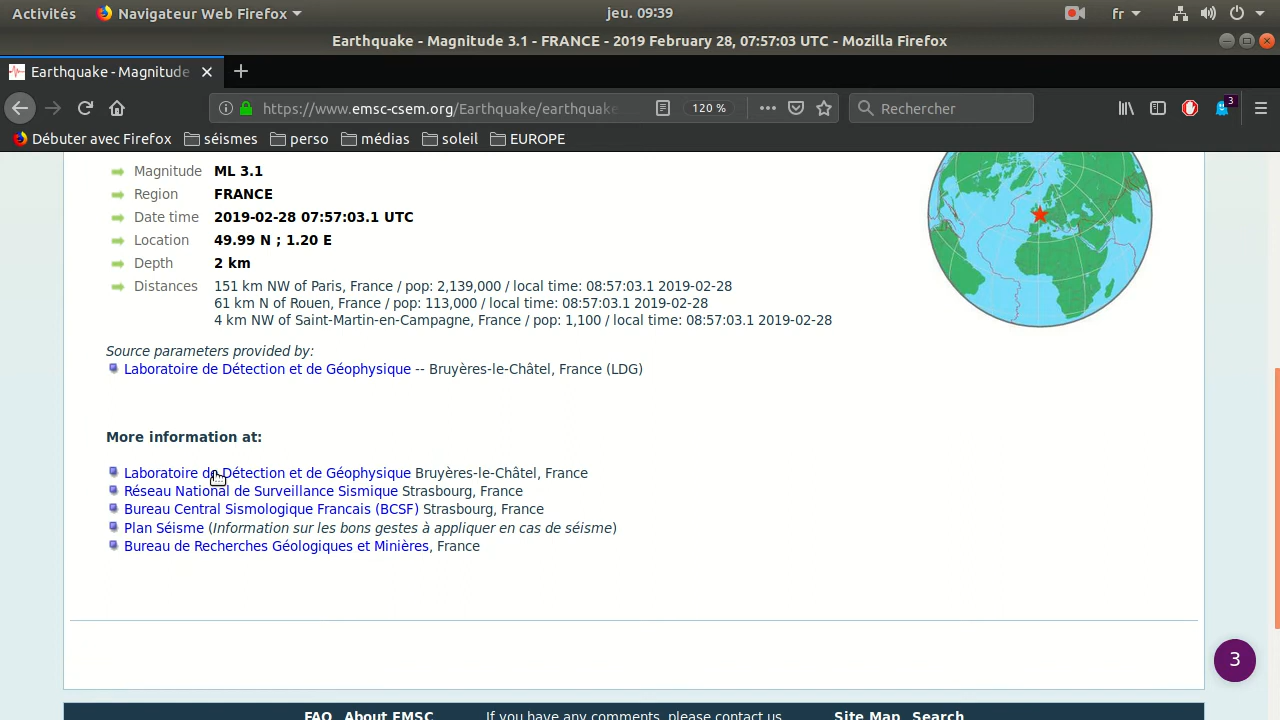 Activités Navigateur Web Firefox jeu. 09:39 fr
Earthquake - Magnitude 3.1 - FRANCE - 2019 February 28, 07:57:03 UTC - Mozilla Firefox
Earthquake - Magnitude
https://www.emsc-csem.org/Earthquake/earthquake 120 % Rechercher 3
Débuter avec Firefox séismes perso médias soleil EUROPE
Magnitude ML 3.1
Region FRANCE
Date time 2019-02-28 07:57:03.1 UTC
Location 49.99 N ; 1.20 E
Depth 2 km
Distances 151 km NW of Paris, France / pop: 2,139,000 / local time: 08:57:03.1 2019-02-28
61 km N of Rouen, France / pop: 113,000 / local time: 08:57:03.1 2019-02-28
4 km NW of Saint-Martin-en-Campagne, France / pop: 1,100 / local time: 08:57:03.1 2019-02-28
Source parameters provided by:
Laboratoire de Détection et de Géophysique -- Bruyères-le-Châtel, France (LDG)
More information at:
Laboratoire de Détection et de Géophysique Bruyères-le-Châtel, France
Réseau National de Surveillance Sismique Strasbourg, France
Bureau Central Sismologique Francais (BCSF) Strasbourg, France
Plan Séisme (Information sur les bons gestes à appliquer en cas de séisme)
Bureau de Recherches Géologiques et Minières, France
3
FAQ About EMSC If you have any comments, please contact us. Site Map Search